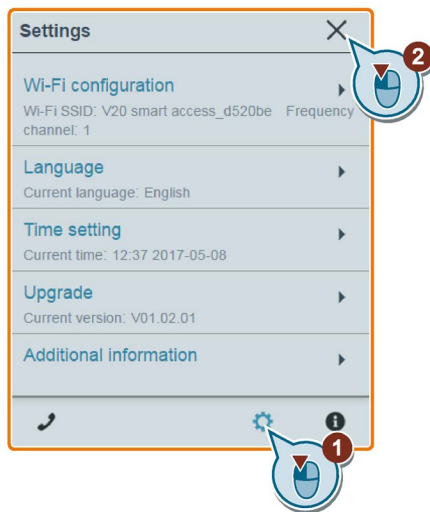 Settings
2
Wi-Fi configuration
Wi-Fi SSID: V20 smart access_d520be Frequency
channel: 1
Language
Current language: English
Time setting
Current time: 12:37 2017-05-08
Upgrade
Current version: V01.02.01
Additional information
1